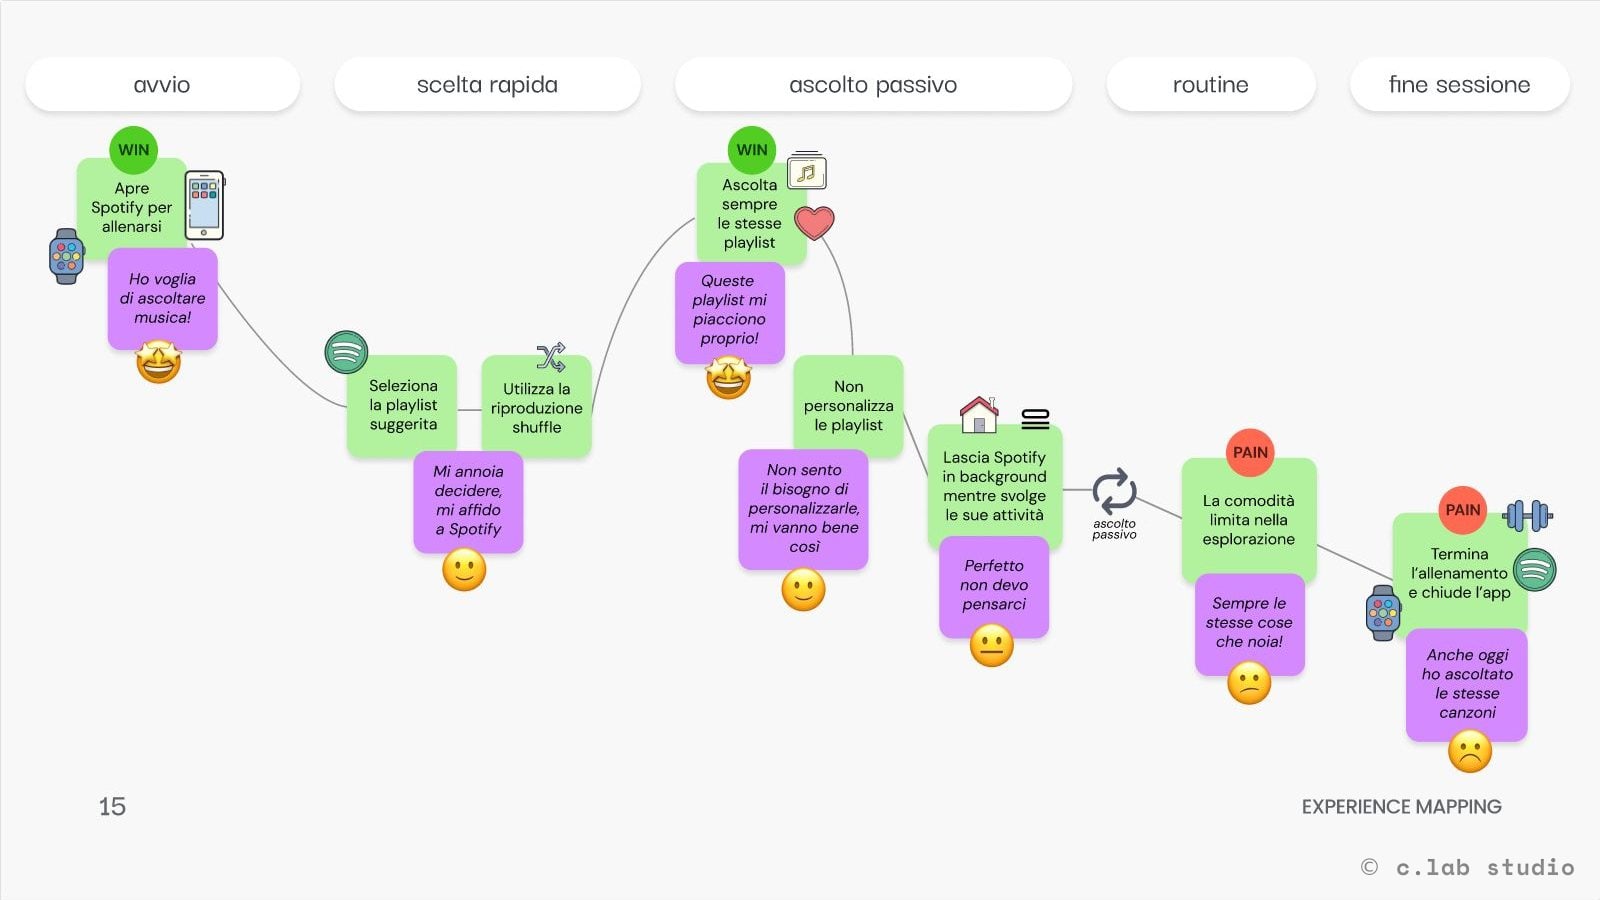 avvio
scelta rapida
ascolto passivo
routine
fine sessione
WIN
Apre
Spotify per
allenarsi
Ho voglia
di ascoltare
musica!
Seleziona
la playlist
suggerita
Utilizza la
riproduzione
shuffle
Mi annoia
decidere,
mi affido
a Spotify
WIN
Ascolta
sempre
le stesse
playlist
Queste
playlist mi
piacciono
proprio!
Non
personalizza
le playlist
Non sento
il bisogno di
personalizzarle,
mi vanno bene
così
Lascia Spotify
in background
mentre svolge
le sue attività
Perfetto
non devo
pensarci
ascolto
passivo
PAIN
La comodità
limita nella
esplorazione
Sempre le
stesse cose
che noia!
PAIN
Termina
l'allenamento
e chiude l'app
Anche oggi
ho ascoltato
le stesse
canzoni
15
EXPERIENCE MAPPING
© c.lab studio